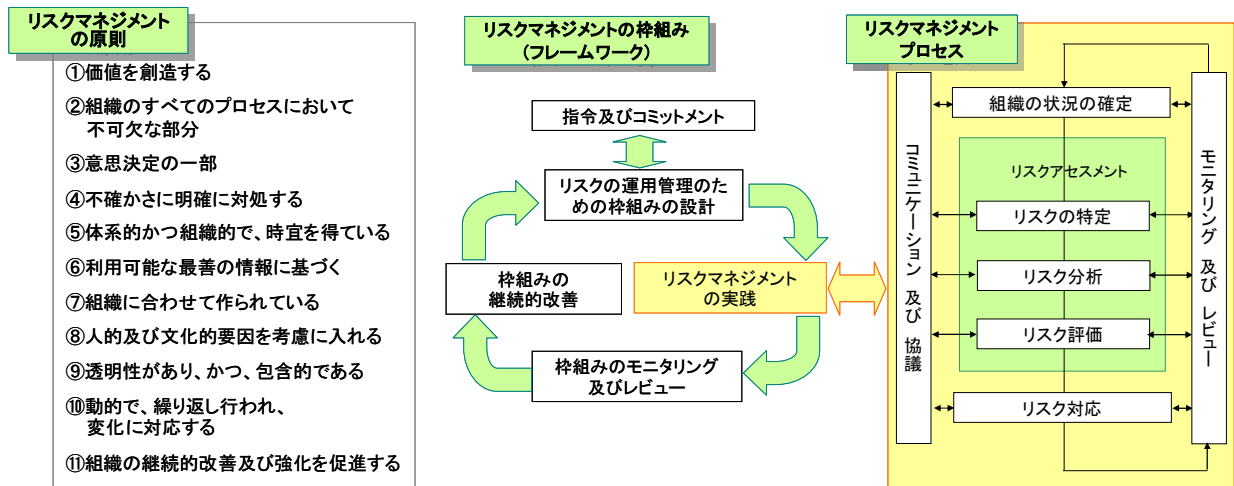 リスクマネジメント
の原則
①価値を創造する
②組織のすべてのプロセスにおいて
不可欠な部分
③意思決定の一部
④不確かさに明確に対処する
⑤体系的かつ組織的で、時宜を得ている
⑥利用可能な最善の情報に基づく
⑦組織に合わせて作られている
⑧人的及び文化的要因を考慮に入れる
⑨透明性があり、かつ、包含的である
⑩動的で、繰り返し行われ、
変化に対応する
⑪組織の継続的改善及び強化を促進する
リスクマネジメントの枠組み
(フレームワーク)
指令及びコミットメント
リスクの運用管理のた
めの枠組みの設計
枠組みの
継続的改善
リスクマネジメント
の実践
枠組みのモニタリング
及びレビュー
リスクマネジメント
プロセス
コミュニケーション 及び 協議
組織の状況の確定
リスクアセスメント
リスクの特定
リスク分析
リスク評価
リスク対応
モニタリング 及び レビュー